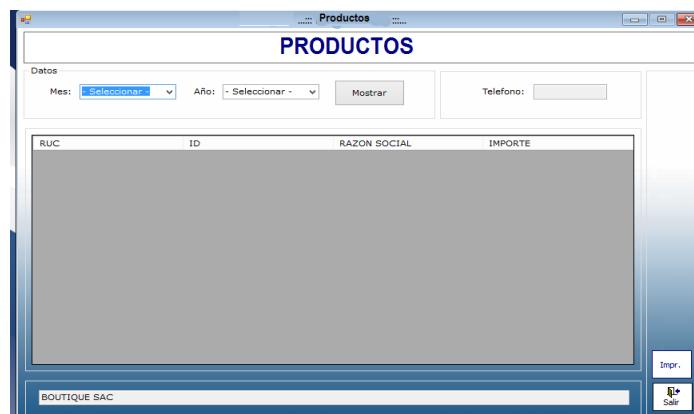 ..::: Productos :::..
PRODUCTOS
Datos
Mes: - Seleccionar - Año: - Seleccionar - Mostrar Telefono:
RUC ID RAZON SOCIAL IMPORTE
Impr.
BOUTIQUE SAC
Salir